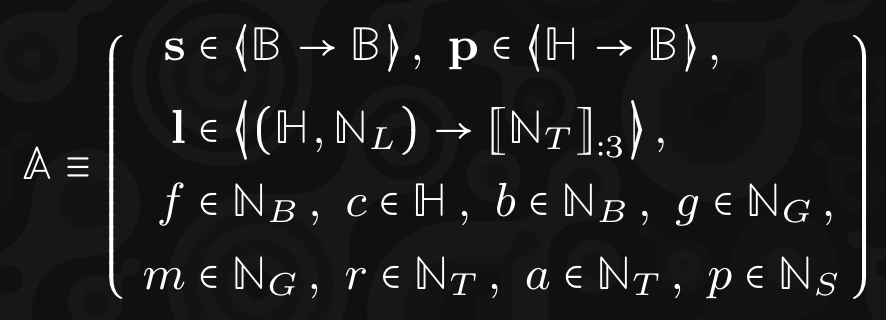 s ∈ ⟪𝔹 → 𝔹⟫ , p ∈ ⟪ℍ → 𝔹⟫ ,
l ∈ ⟪(ℍ, ℕ_L) → ⟦ℕ_T⟧_{:3}⟫ ,
𝔸 ≡
f ∈ ℕ_B , c ∈ ℍ , b ∈ ℕ_B , g ∈ ℕ_G ,
m ∈ ℕ_G , r ∈ ℕ_T , a ∈ ℕ_T , p ∈ ℕ_S